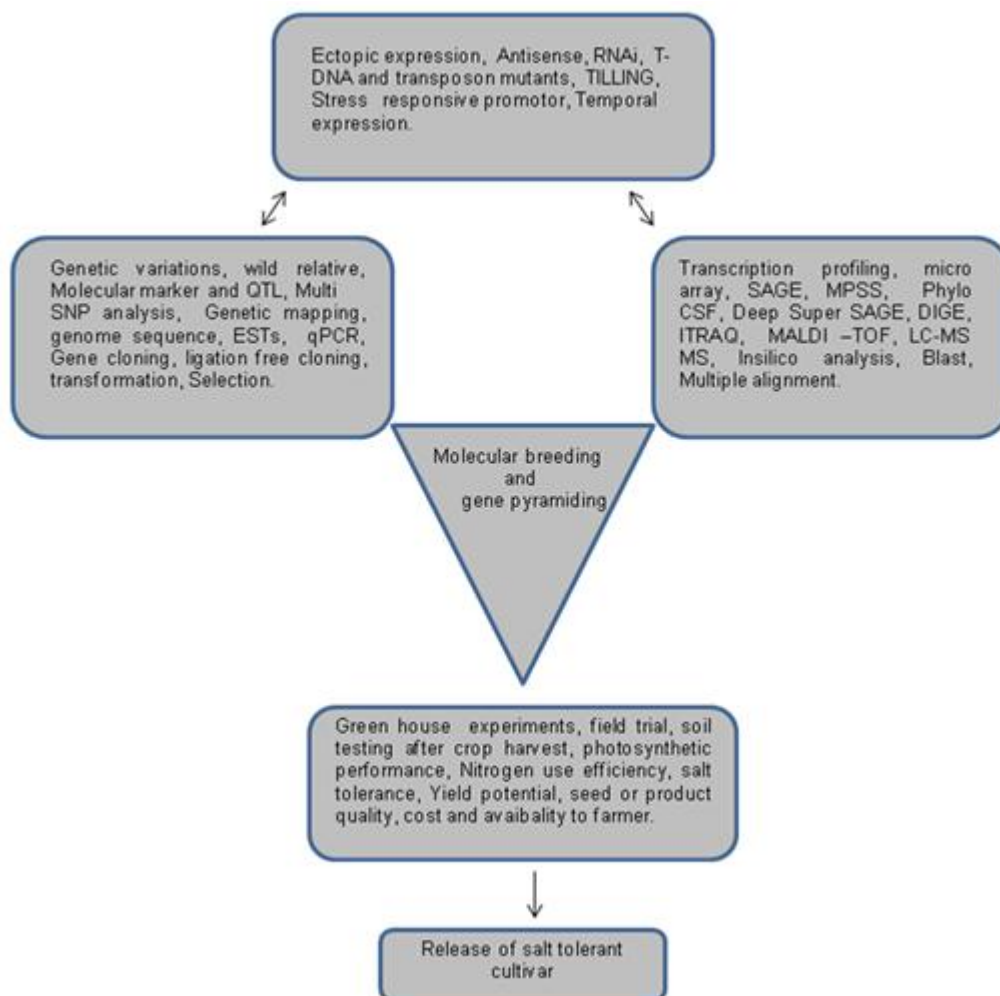 Ectopic expression, Antisense, RNAi, T-
DNA and transposon mutants, TILLING,
Stress responsive promotor, Temporal
expression.
Genetic variations, wild relative,
Molecular marker and QTL, Multi
SNP analysis, Genetic mapping,
genome sequence, ESTs, qPCR,
Gene cloning, ligation free cloning,
transformation, Selection.
Transcription profiling, micro
array, SAGE, MPSS, Phylo
CSF, Deep Super SAGE, DIGE,
ITRAQ, MALDI –TOF, LC-MS
MS, Insilico analysis, Blast,
Multiple alignment.
Molecular breeding
and
gene pyramiding
Green house experiments, field trial, soil
testing after crop harvest, photosynthetic
performance, Nitrogen use efficiency, salt
tolerance, Yield potential, seed or product
quality, cost and avaibality to farmer.
Release of salt tolerant
cultivar